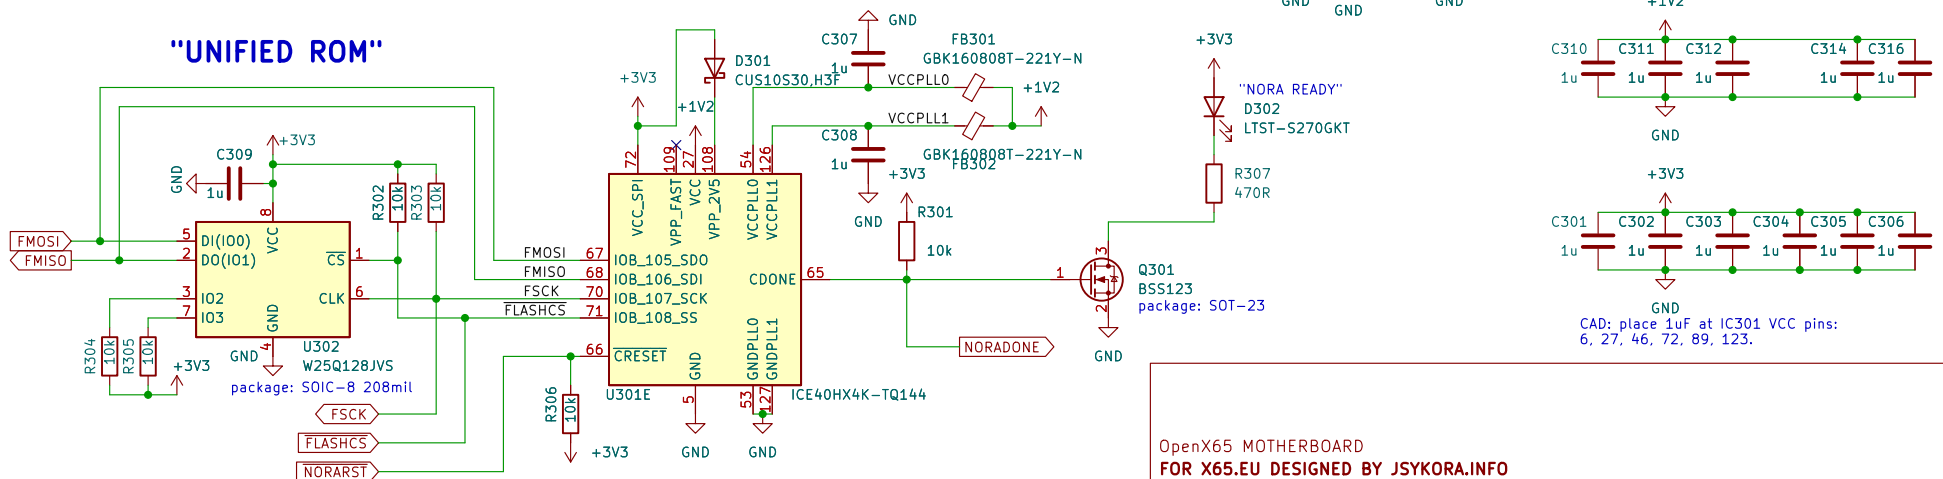 "UNIFIED ROM"
GND
GND
GND
GND
+1V2
C307
1u
FB301
GBK160808T-221Y-N
VCCPLL0
+1V2
VCCPLL1
C308
1u
GBK160808T-221Y-N
FB302
GND
D301
CUS10S30,H3F
+3V3
+1V2
+3V3
"NORA READY"
D302
LTST-S270GKT
R307
470R
C310
1u
C311
1u
C312
1u
C314
1u
C316
1u
GND
+3V3
C301
1u
C302
1u
C303
1u
C304
1u
C305
1u
C306
1u
GND
CAD: place 1uF at IC301 VCC pins:
6, 27, 46, 72, 89, 123.
+3V3
C309
1u
GND
R302
10k
R303
10k
FMOSI
FMISO
5
DI(IO0)
2
DO(IO1)
3
IO2
7
IO3
8
VCC
CS
1
CLK
6
GND
4
GND
U302
W25Q128JVS
package: SOIC-8 208mil
R304
10k
R305
10k
+3V3
FSCK
FLASHCS
NORARST
FMOSI
67
IOB_105_SDO
FMISO
68
IOB_106_SDI
FSCK
70
IOB_107_SCK
FLASHCS
71
IOB_108_SS
66
CRESET
72
VCC_SPI
109
VPP_FAST
27
VCC
108
VPP_2V5
54
VCCPLL0
126
VCCPLL1
CDONE
65
GND
5
GNDPLL0
53
GNDPLL1
127
U301E
ICE40HX4K-TQ144
GND
GND
R306
10k
+3V3
+3V3
R301
10k
NORADONE
1
3
2
Q301
BSS123
package: SOT-23
GND
OpenX65 MOTHERBOARD
FOR X65.EU DESIGNED BY JSYKORA.INFO